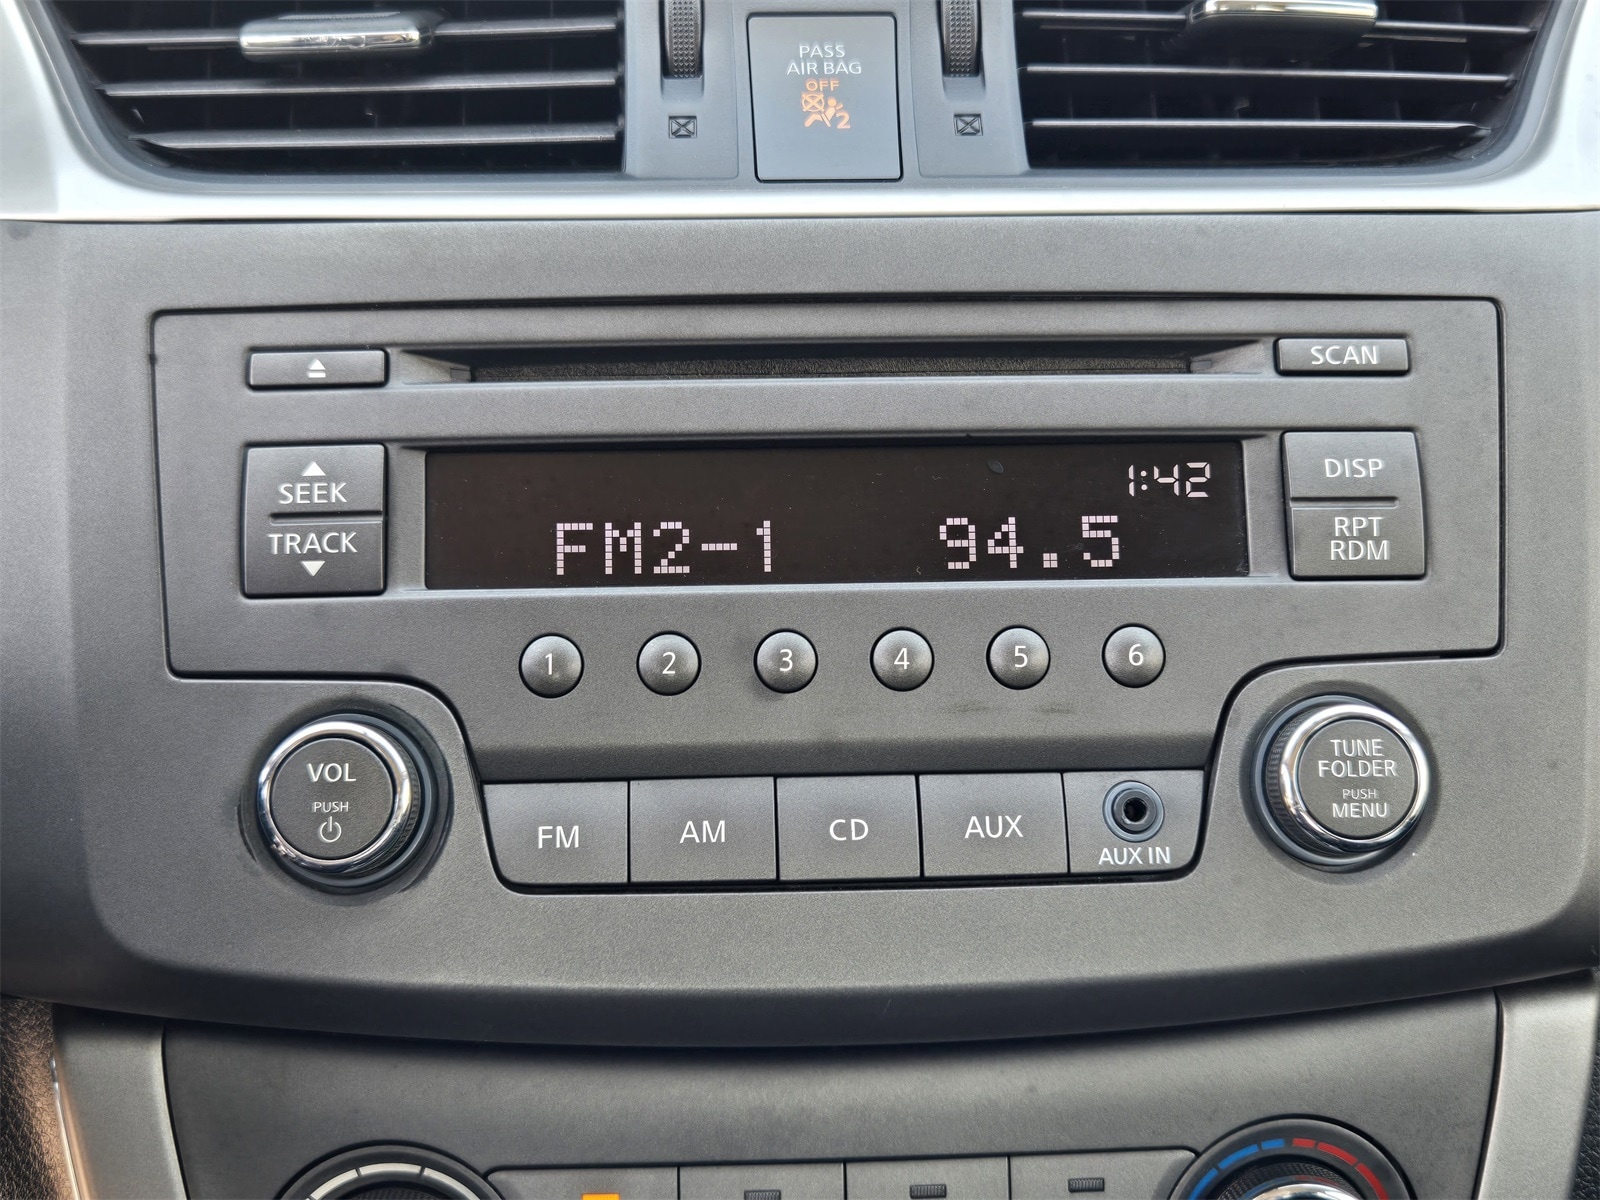 PASS
AIR BAG
OFF
2
SCAN
SEEK
TRACK
1:42
FM2-1 94.5
DISP
RPT
RDM
1 2 3 4 5 6
VOL
PUSH
TUNE
FOLDER
PUSH
MENU
FM AM CD AUX
AUX IN